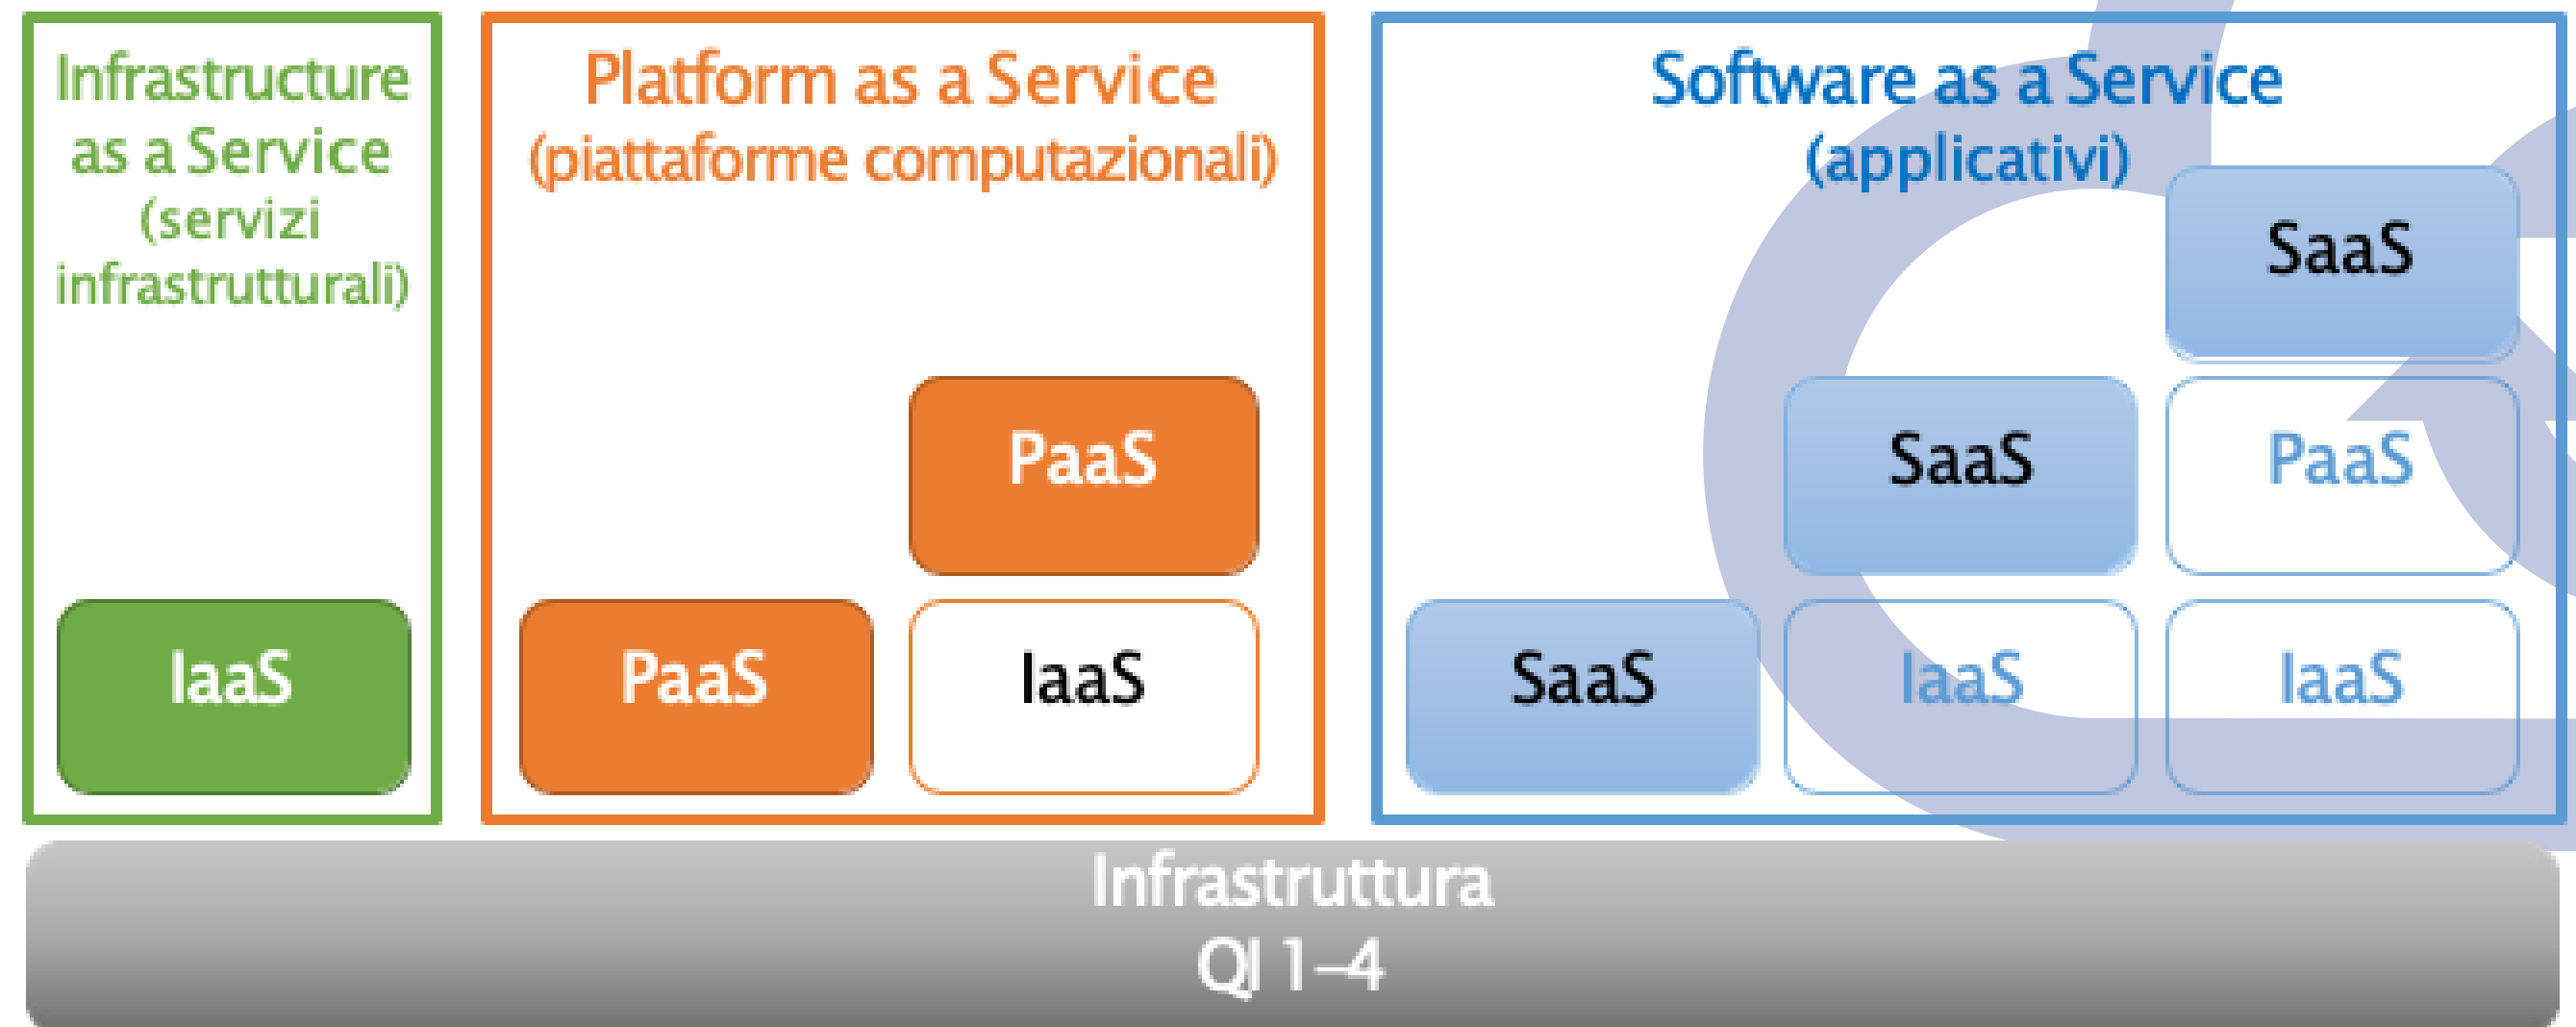 Infrastructure
as a Service
(servizi
infrastrutturali)
IaaS
Platform as a Service
(piattaforme computazionali)
PaaS
PaaS
IaaS
Software as a Service
(applicativi)
SaaS
SaaS
PaaS
SaaS
IaaS
IaaS
Infrastruttura
QI 1–4